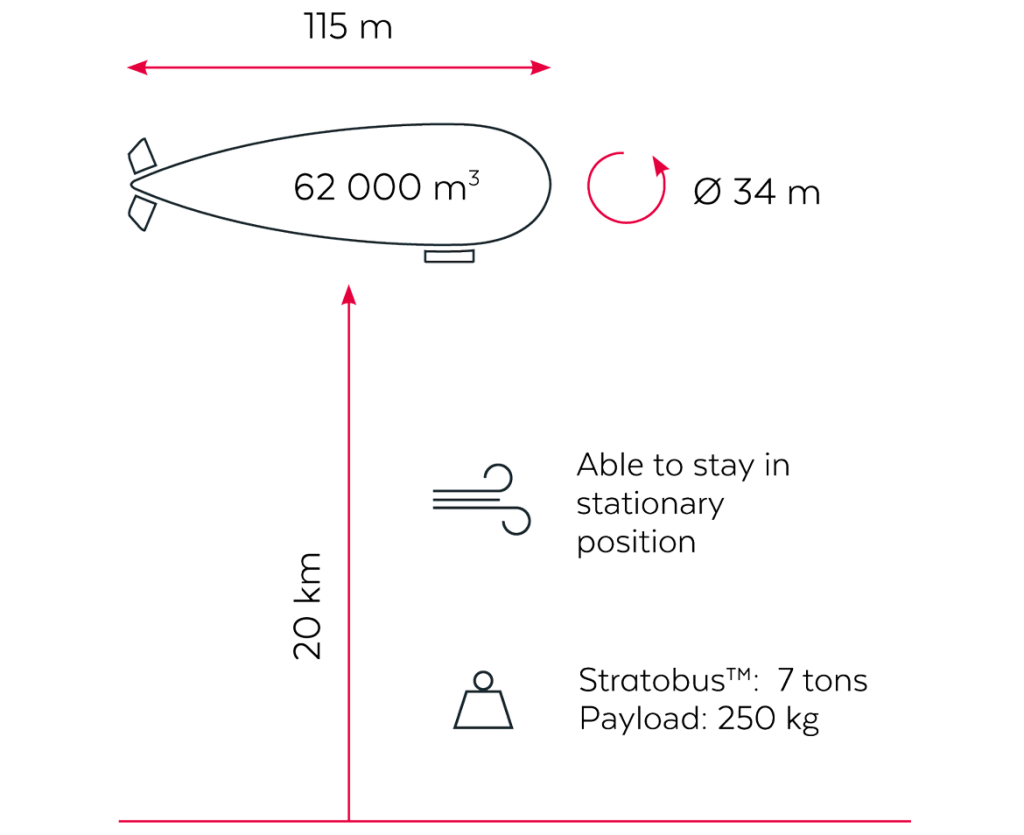 115 m
62 000 m³
Ø 34 m
Able to stay in
stationary
position
20 km
Stratobus™: 7 tons
Payload: 250 kg